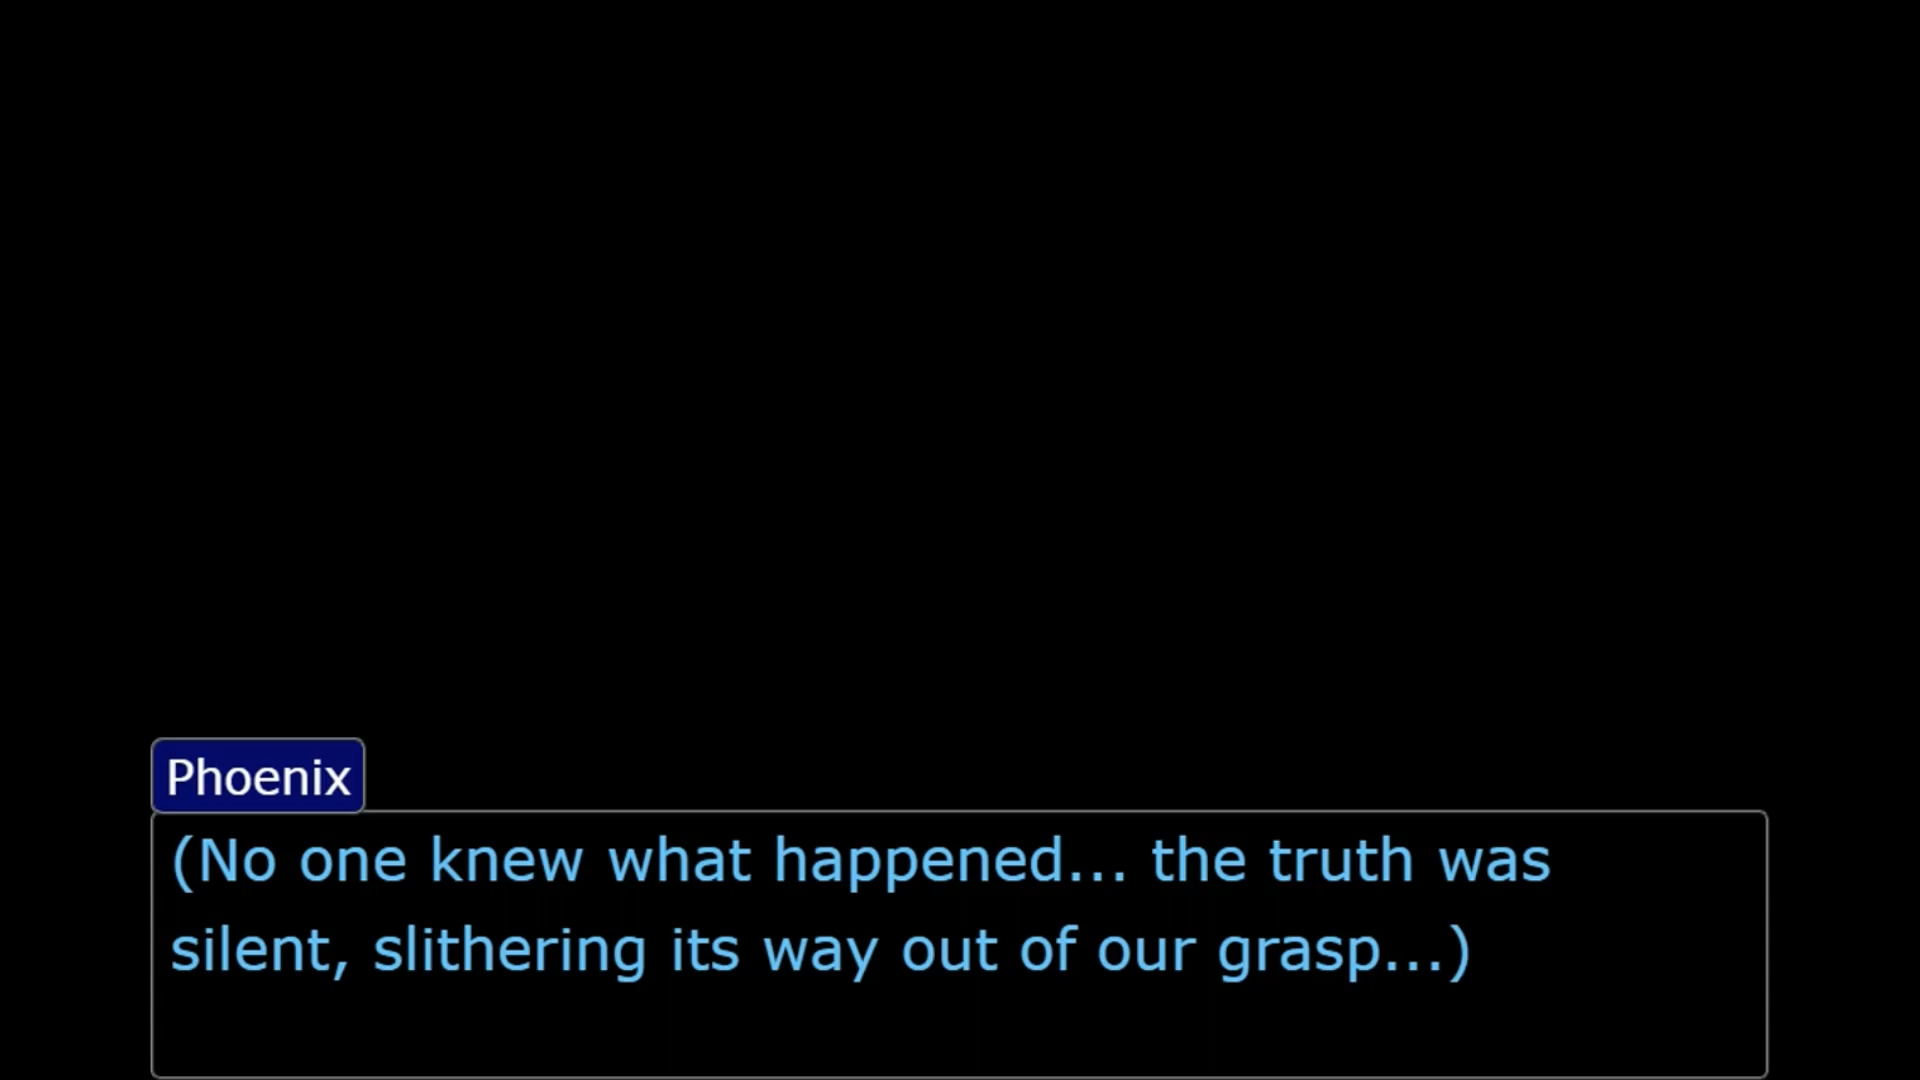 Phoenix
(No one knew what happened... the truth was
silent, slithering its way out of our grasp...)